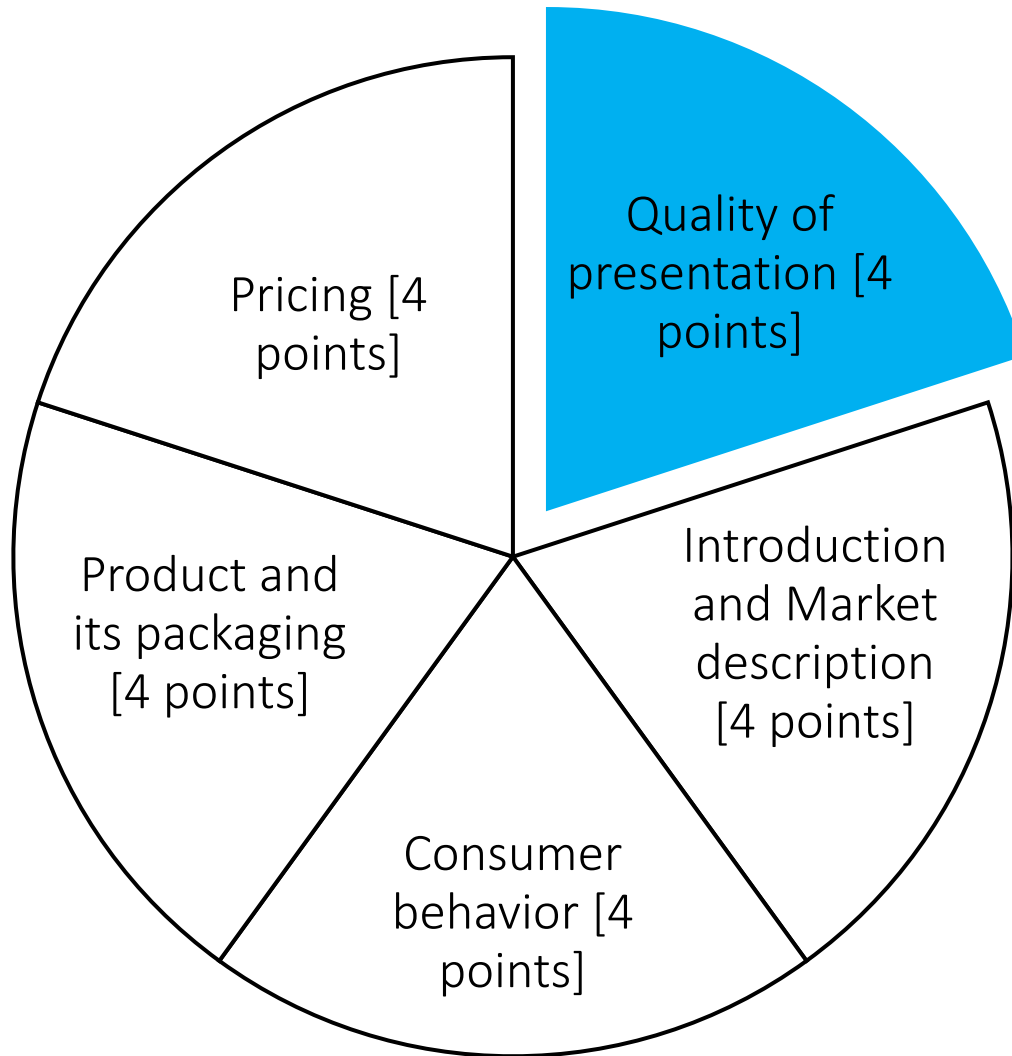 Quality of
presentation [4
points]
Introduction
and Market
description
[4 points]
Consumer
behavior [4
points]
Product and
its packaging
[4 points]
Pricing [4
points]